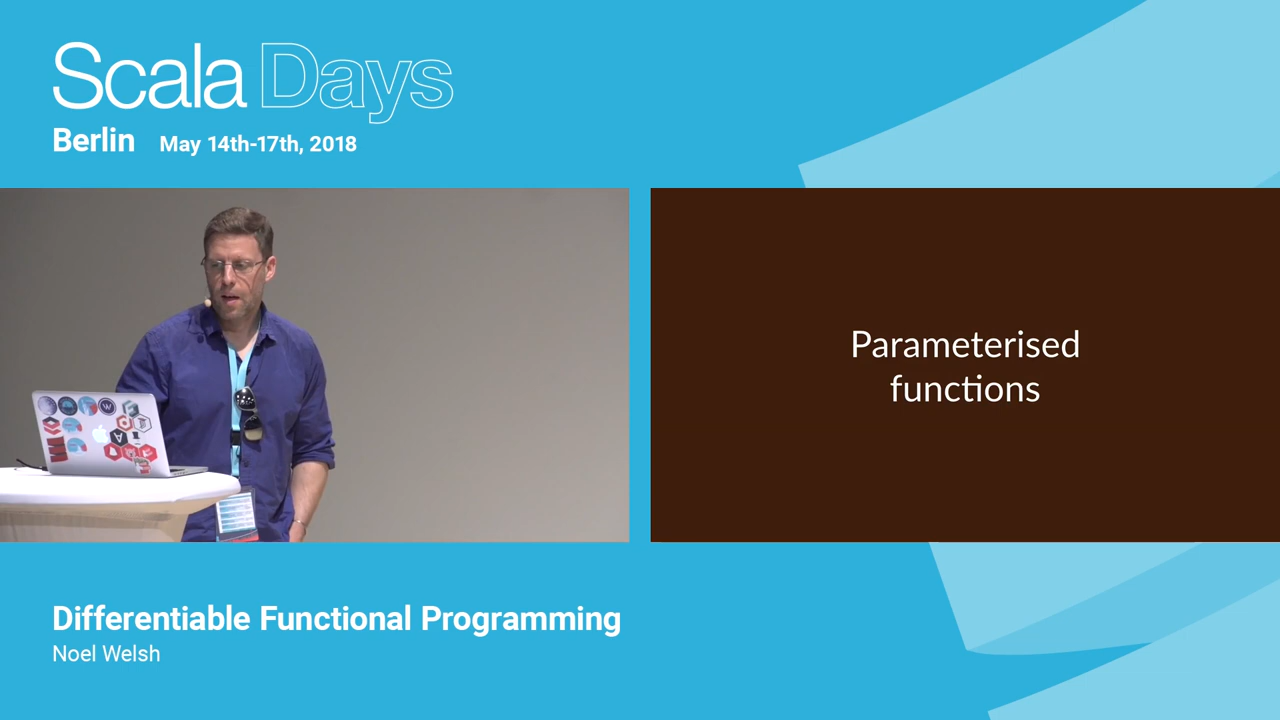 Scala Days
Berlin May 14th-17th, 2018
Parameterised
functions
Differentiable Functional Programming
Noel Welsh